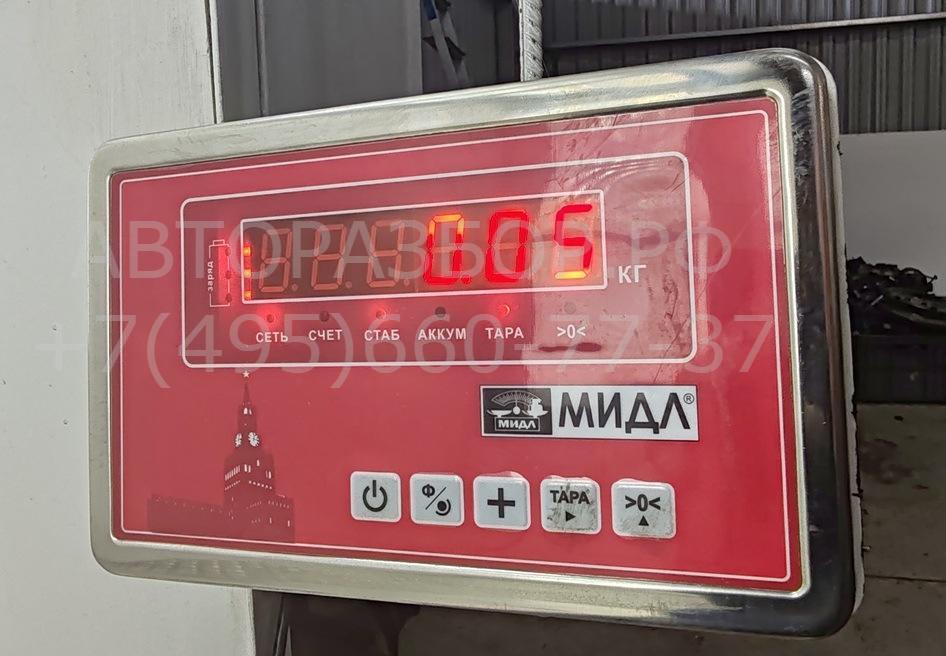 АВТОРАЗБОР.РФ
+7(495)660-77-37
заряд
0.05
КГ
СЕТЬ СЧЕТ СТАБ АККУМ ТАРА >0<
МИДЛ МИДЛ®
Ф + ТАРА >0<